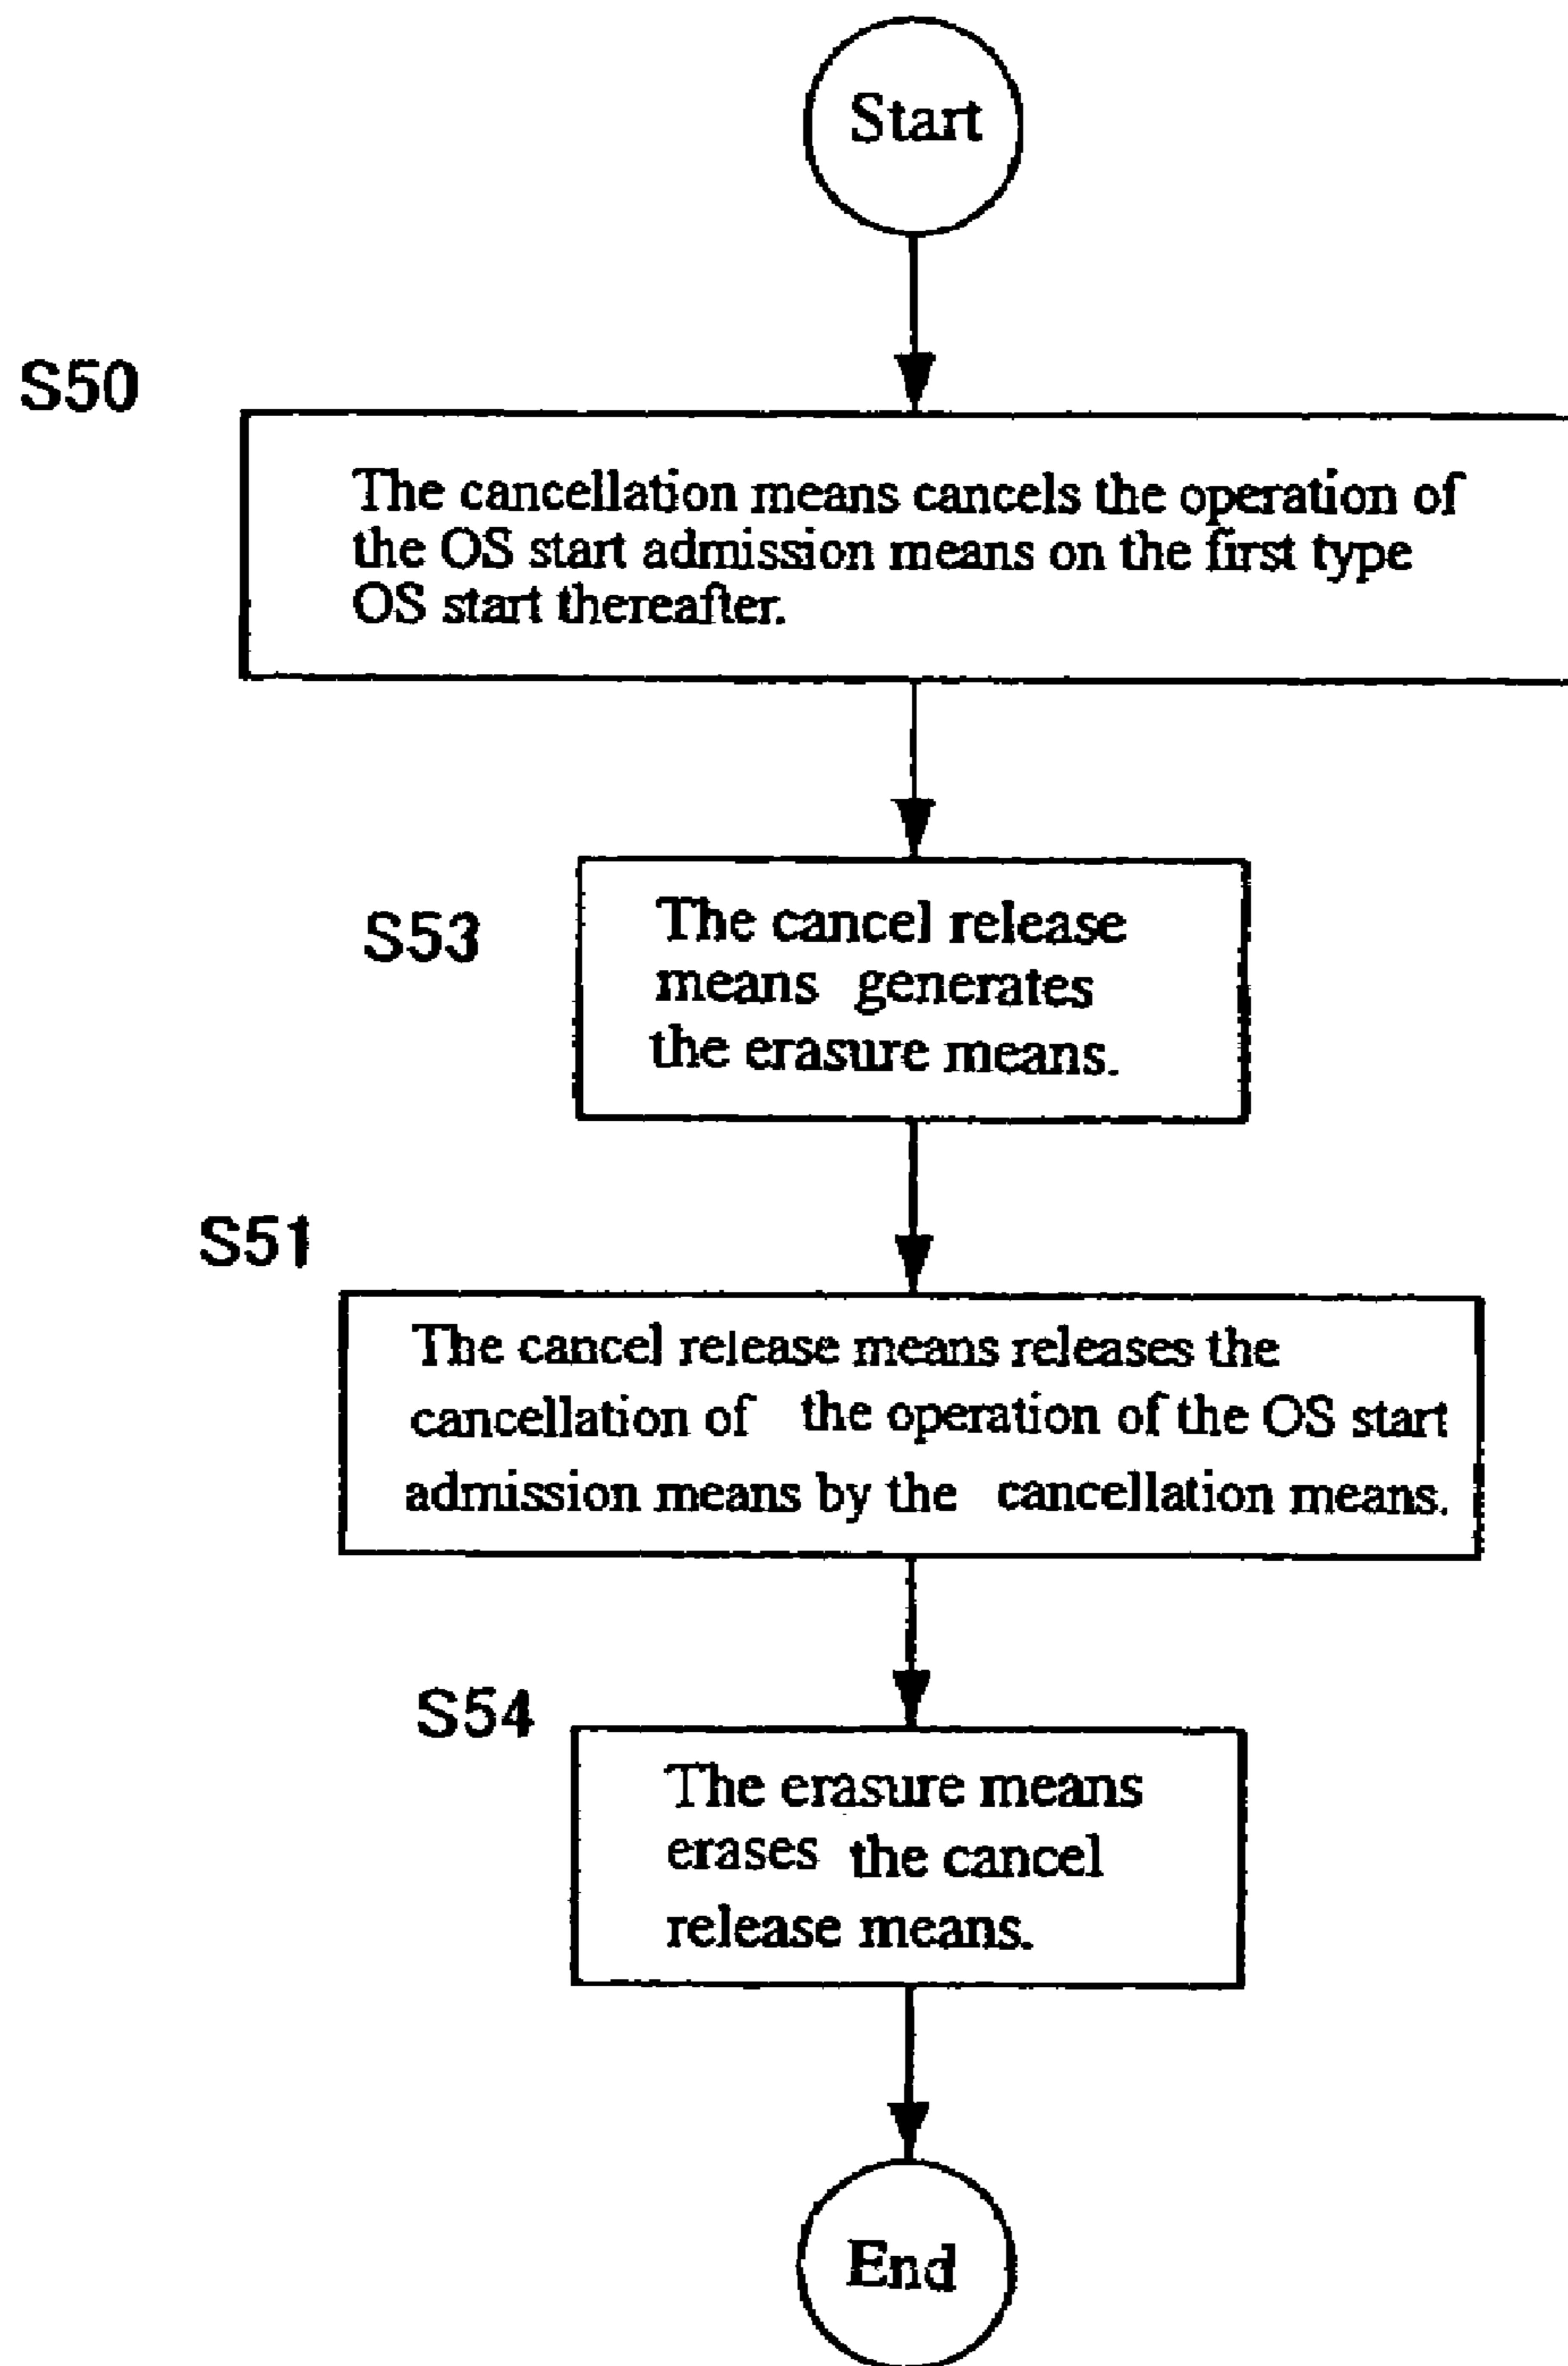 Start
S50
The cancellation means cancels the operation of
the OS start admission means on the first type
OS start thereafter.
S53
The cancel release
means generates
the erasure means.
S51
The cancel release means releases the
cancellation of the operation of the OS start
admission means by the cancellation means.
S54
The erasure means
erases the cancel
release means.
End